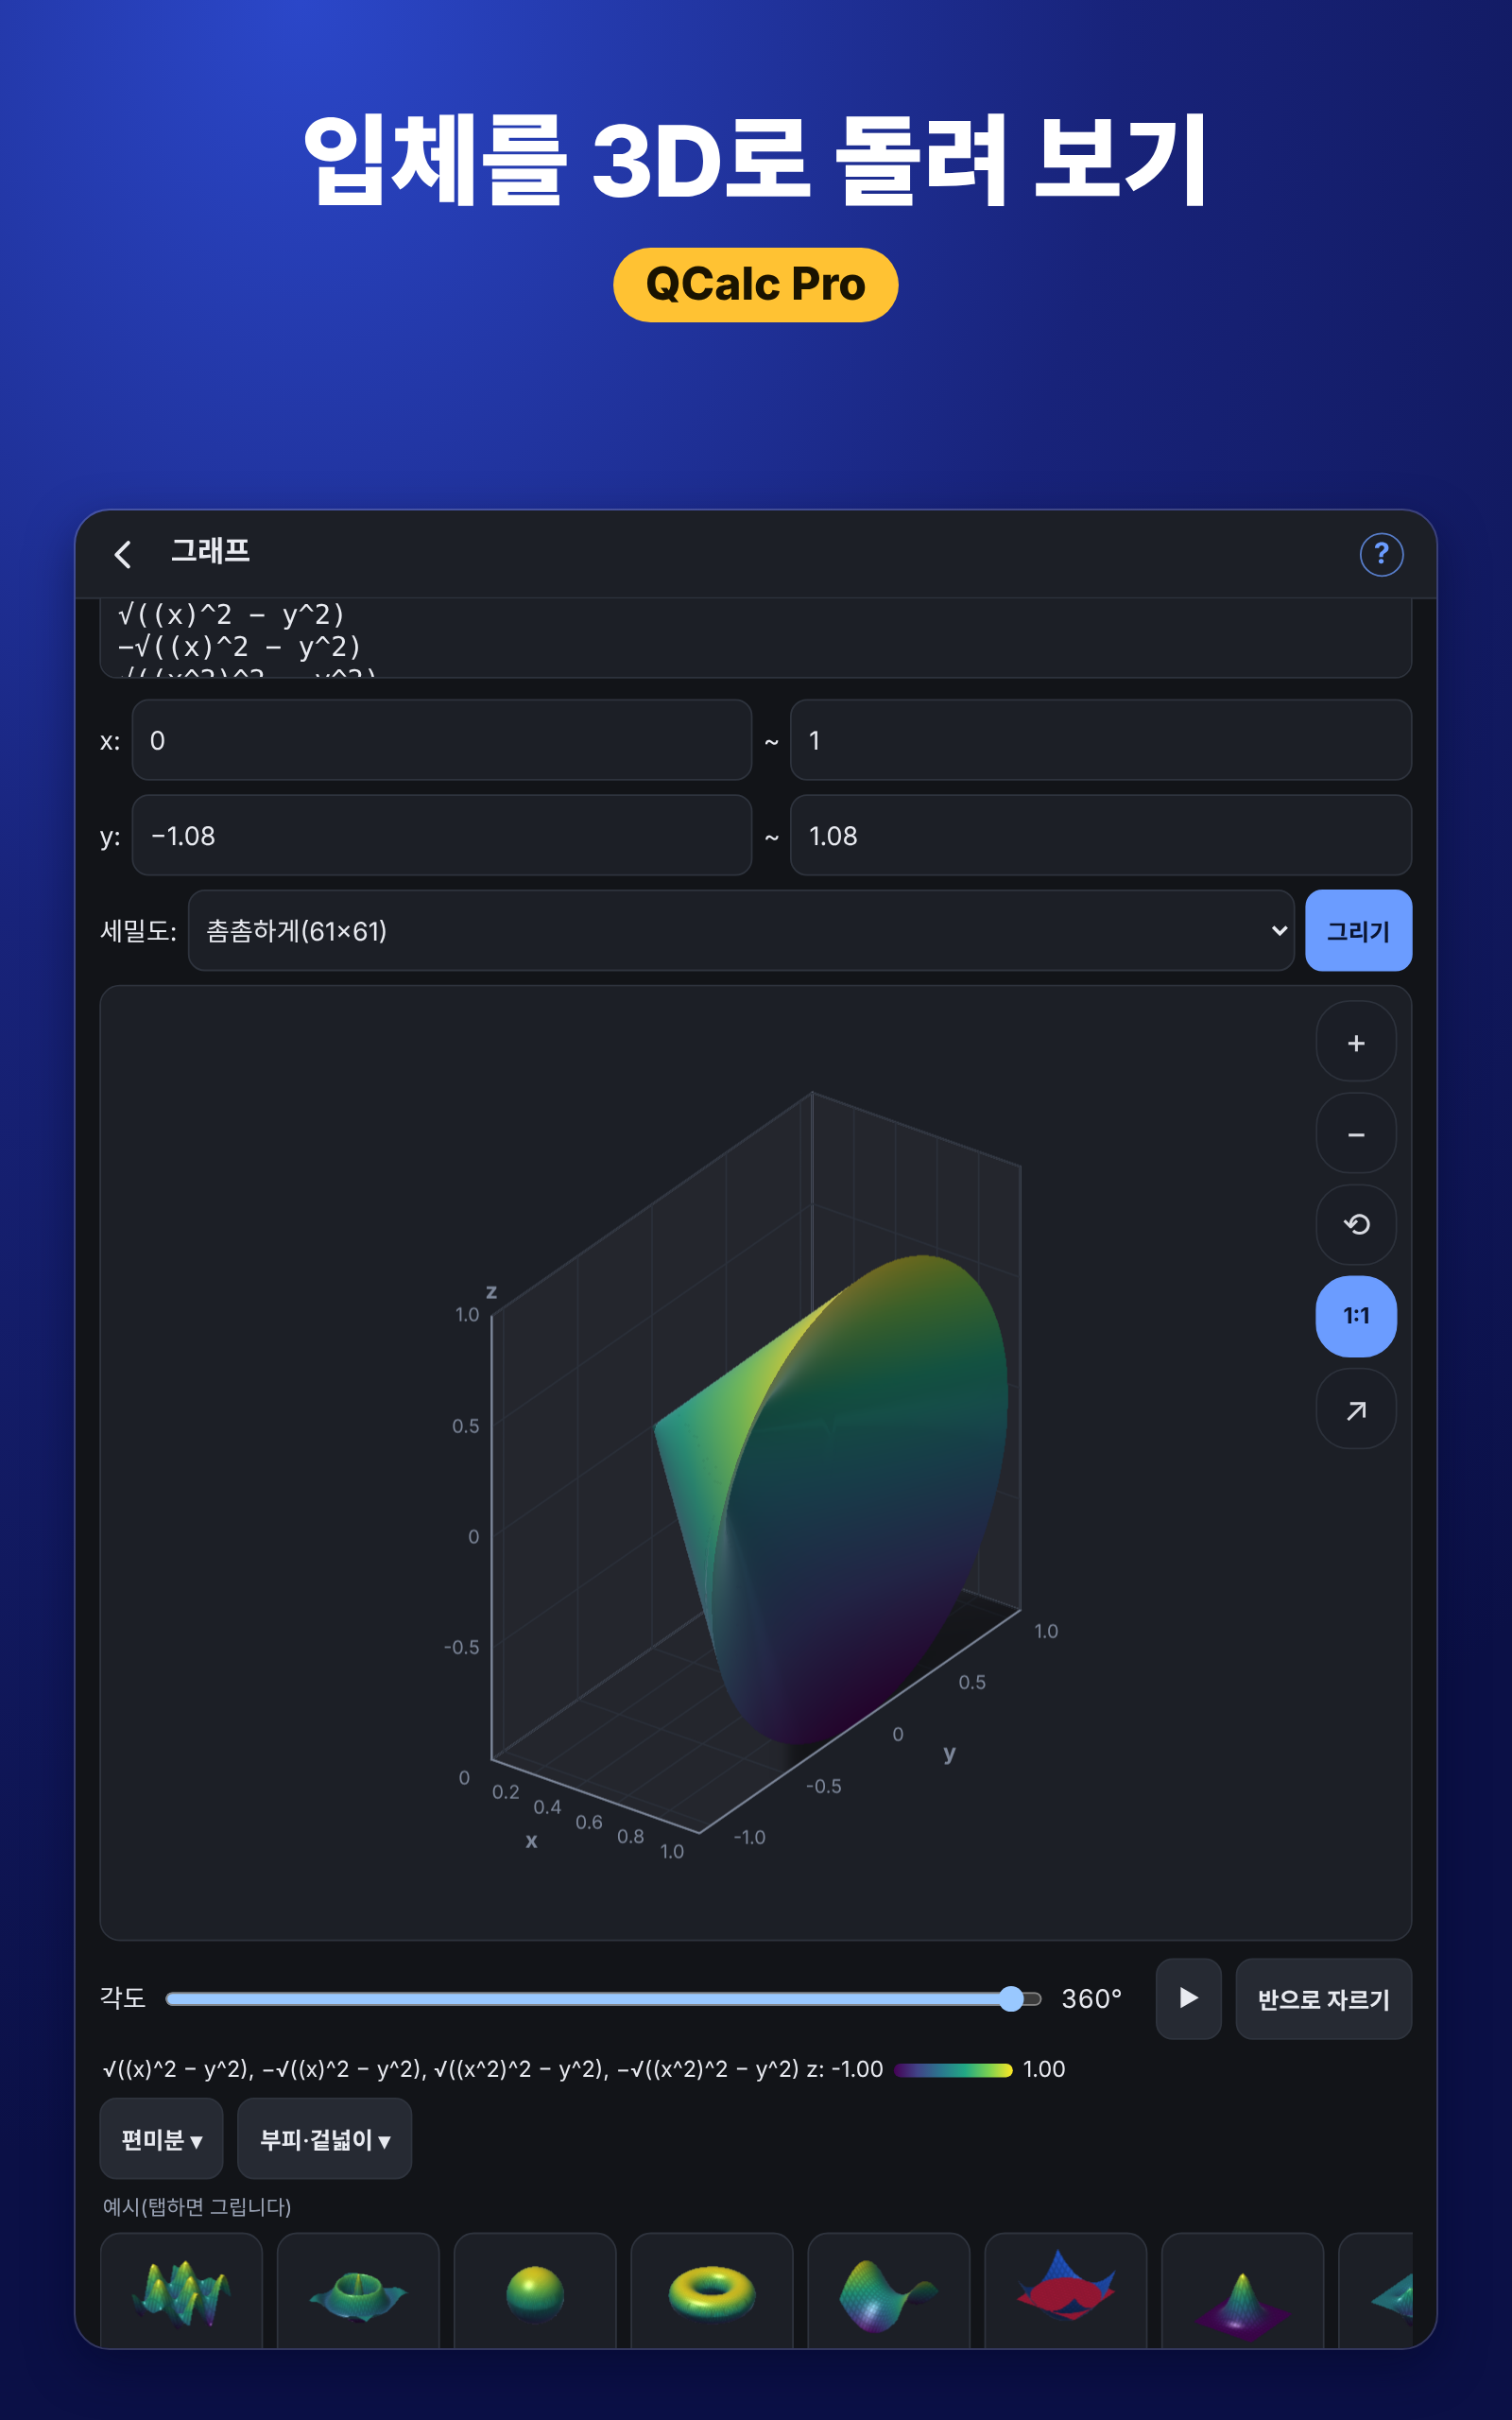 입체를 3D로 돌려 보기
QCalc Pro
그래프
?
√((x)^2 − y^2)
−√((x)^2 − y^2)
√((x^2)^2 − y^2)
x: 0 ~ 1
y: −1.08 ~ 1.08
세밀도: 촘촘하게(61×61) 그리기
+
−
⟲
1:1
↗
z
1.0
0.5
0
-0.5
0
0.2
0.4
0.6
0.8
1.0
x
-1.0
-0.5
0
0.5
1.0
y
각도 360° ▶ 반으로 자르기
√((x)^2 − y^2), −√((x)^2 − y^2), √((x^2)^2 − y^2), −√((x^2)^2 − y^2) z: -1.00 1.00
편미분 ▾ 부피·겉넓이 ▾
예시(탭하면 그립니다)